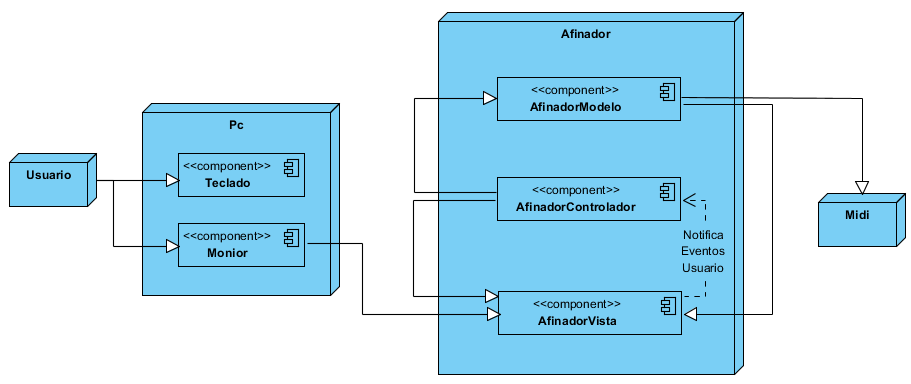 Usuario
Pc
<<component>>
Teclado
<<component>>
Monior
Afinador
<<component>>
AfinadorModelo
<<component>>
AfinadorControlador
Notifica
Eventos
Usuario
<<component>>
AfinadorVista
Midi